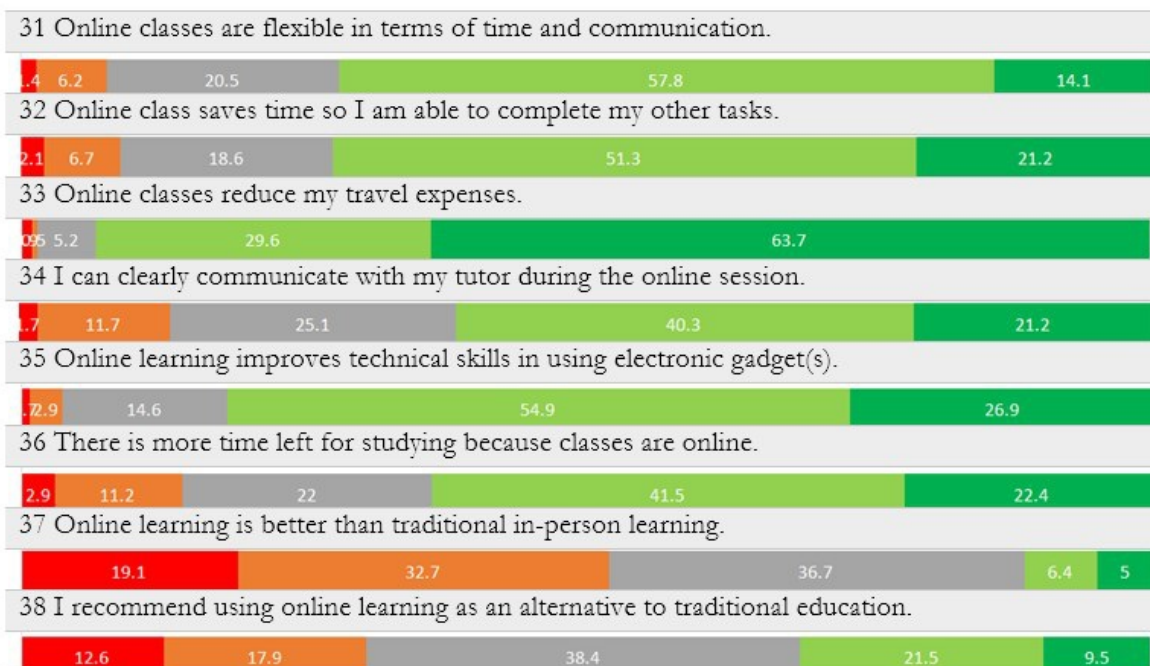 31 Online classes are flexible in terms of time and communication.
.4 6.2 20.5 57.8 14.1
32 Online class saves time so I am able to complete my other tasks.
2.1 6.7 18.6 51.3 21.2
33 Online classes reduce my travel expenses.
5.2 29.6 63.7
34 I can clearly communicate with my tutor during the online session.
1.7 11.7 25.1 40.3 21.2
35 Online learning improves technical skills in using electronic gadget(s).
.7 2.9 14.6 54.9 26.9
36 There is more time left for studying because classes are online.
2.9 11.2 22 41.5 22.4
37 Online learning is better than traditional in-person learning.
19.1 32.7 36.7 6.4 5
38 I recommend using online learning as an alternative to traditional education.
12.6 17.9 38.4 21.5 9.5